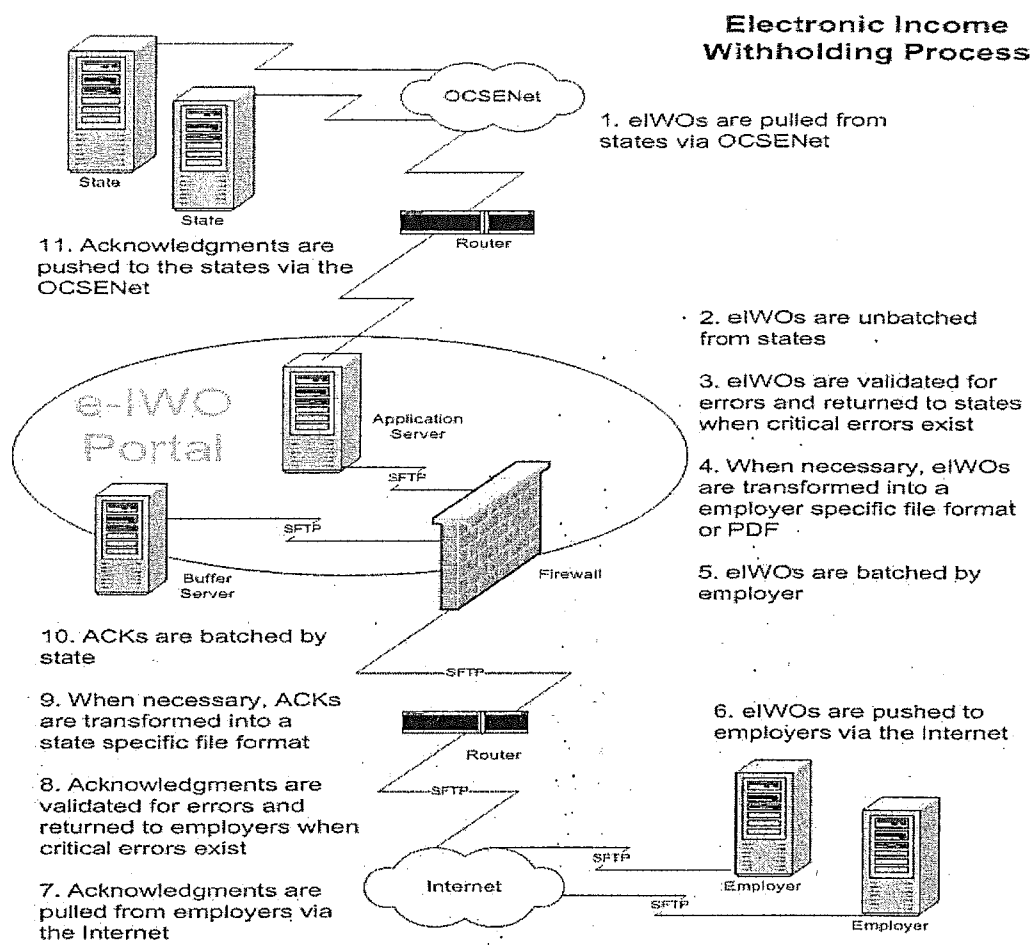 Electronic Income
Withholding Process
OCSENet
1. eIWOs are pulled from
states via OCSENet
State
State
Router
11. Acknowledgments are
pushed to the states via the
OCSENet
2. eIWOs are unbatched
from states
3. eIWOs are validated for
errors and returned to states
when critical errors exist
4. When necessary, eIWOs
are transformed into a
employer specific file format
or PDF
5. eIWOs are batched by
employer
e-IWO
Portal
Application
Server
SFTP
SFTP
Buffer
Server
Firewall
10. ACKs are batched by
state
SFTP
9. When necessary, ACKs
are transformed into a
state specific file format
Router
6. eIWOs are pushed to
employers via the Internet
8. Acknowledgments are
validated for errors and
returned to employers when
critical errors exist
SFTP
SFTP
Internet
Employer
SFTP
Employer
7. Acknowledgments are
pulled from employers via
the Internet